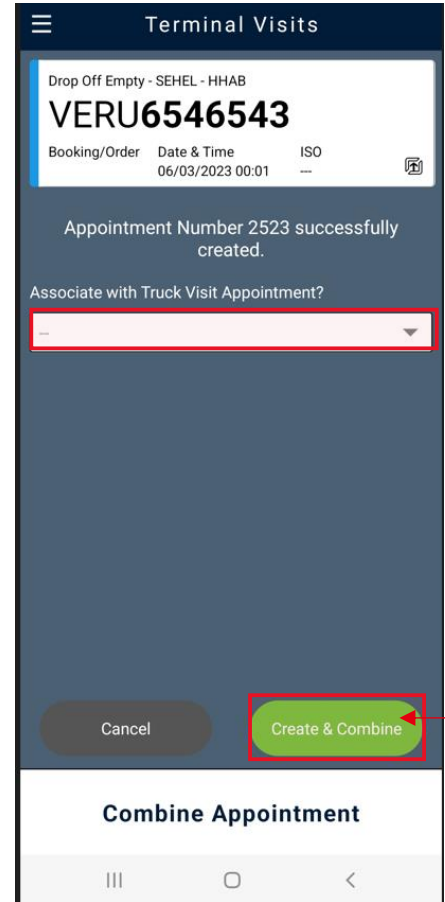 Terminal Visits
Drop Off Empty - SEHEL - HHAB
VERU6546543
Booking/Order Date & Time ISO
06/03/2023 00:01 ---
Appointment Number 2523 successfully
created.
Associate with Truck Visit Appointment?
--
Cancel Create & Combine
Combine Appointment